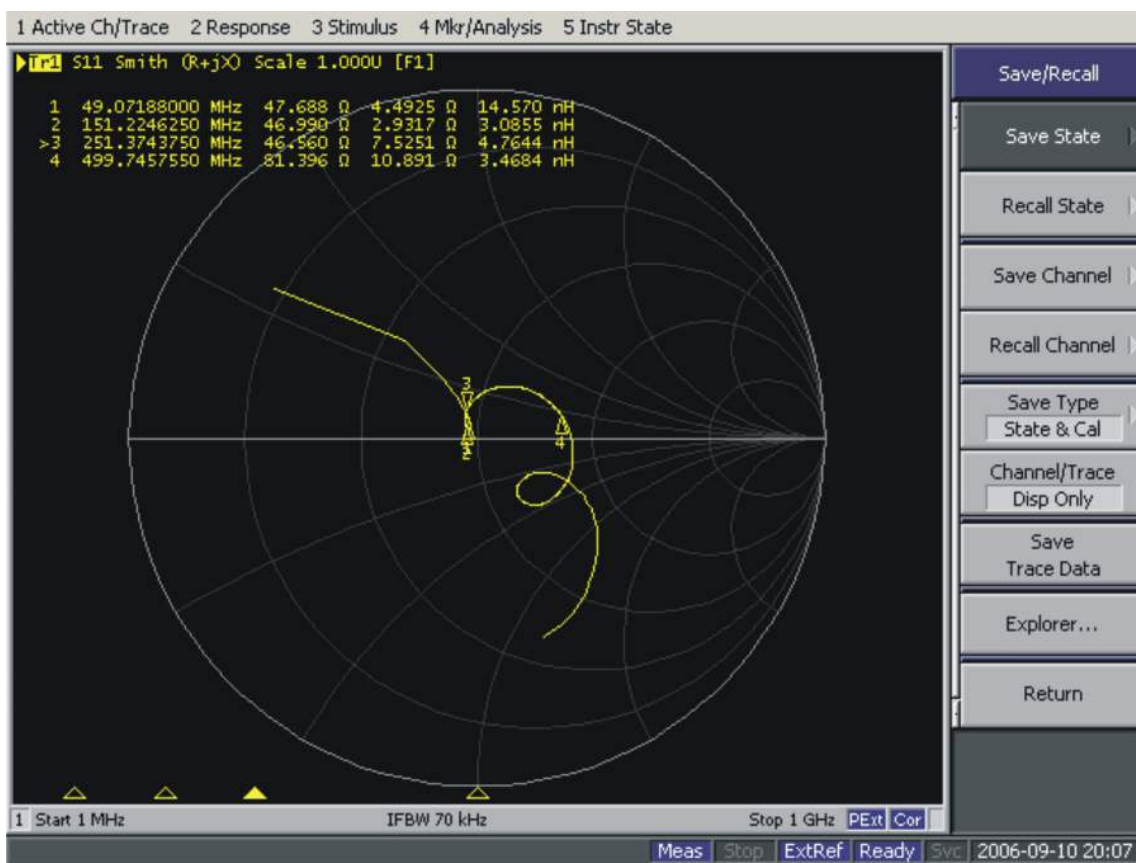 1 Active Ch/Trace 2 Response 3 Stimulus 4 Mkr/Analysis 5 Instr State
Tr1 S11 Smith (R+jX) Scale 1.000U [F1]
1 49.07188000 MHz 47.688 Ω 4.4925 Ω 14.570 nH
2 151.2246250 MHz 46.990 Ω 2.9317 Ω 3.0855 nH
>3 251.3743750 MHz 46.560 Ω 7.5251 Ω 4.7644 nH
4 499.7457550 MHz 81.396 Ω 10.891 Ω 3.4684 nH
3
4
Save/Recall
Save State
Recall State
Save Channel
Recall Channel
Save Type
State & Cal
Channel/Trace
Disp Only
Save
Trace Data
Explorer...
Return
1 Start 1 MHz IFBW 70 kHz Stop 1 GHz PExt Cor
Meas Stop ExtRef Ready Svc 2006-09-10 20:07